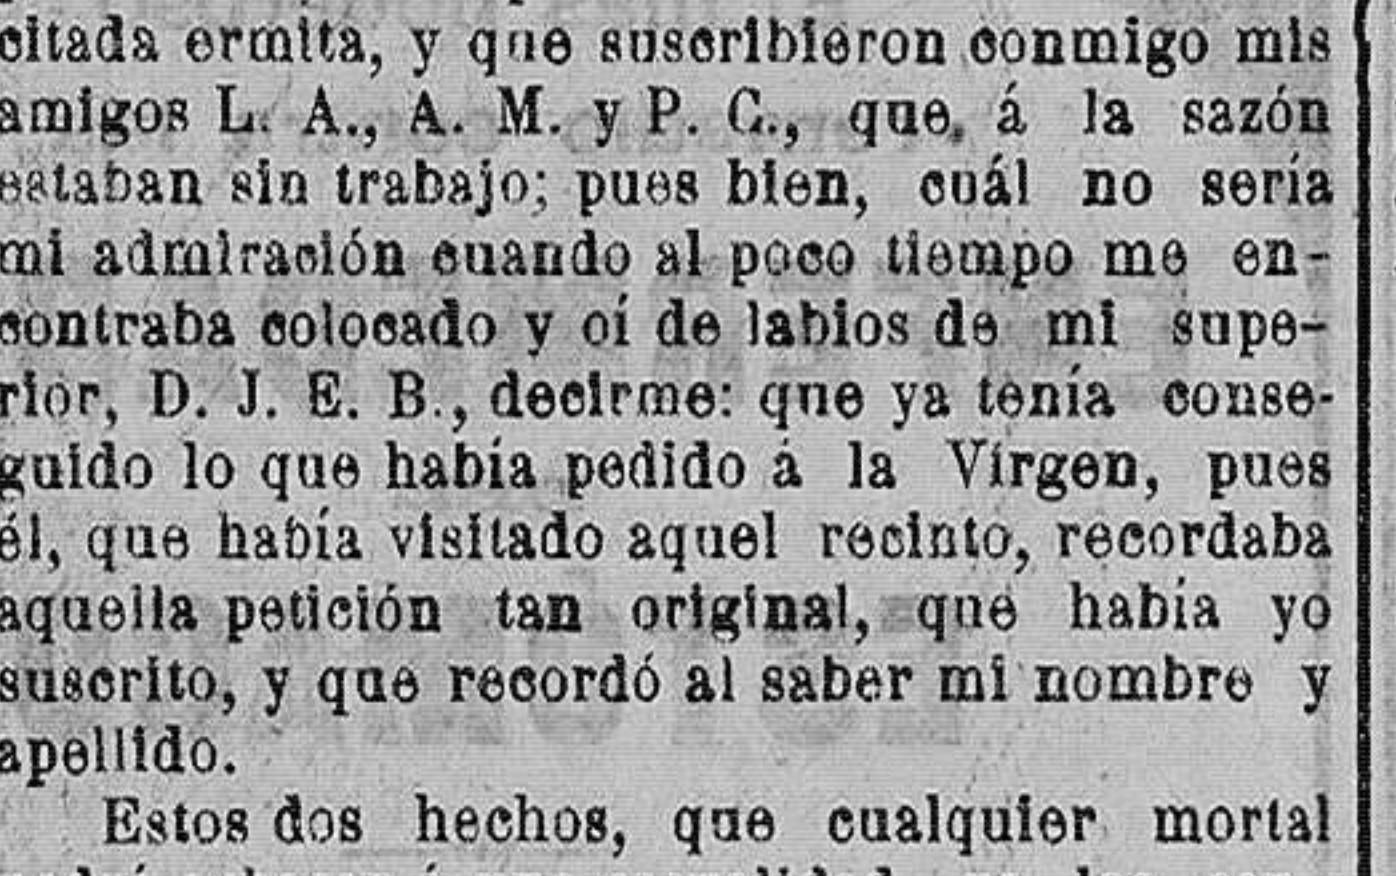 citada ermita, y que suscribieron conmigo mis
amigos L. A., A. M. y P. C., que, á la sazón
estaban sin trabajo; pues bien, cuál no sería
mi admiración cuando al poco tiempo me en-
contraba colocado y oí de labios de mi supe-
rior, D. J. E. B., decirme: que ya tenía conse-
guido lo que había pedido á la Vírgen, pues
él, que había visitado aquel recinto, recordaba
aquella petición tan original, que había yo
suscrito, y que recordó al saber mi nombre y
apellido.
Estos dos hechos, que cualquier mortal